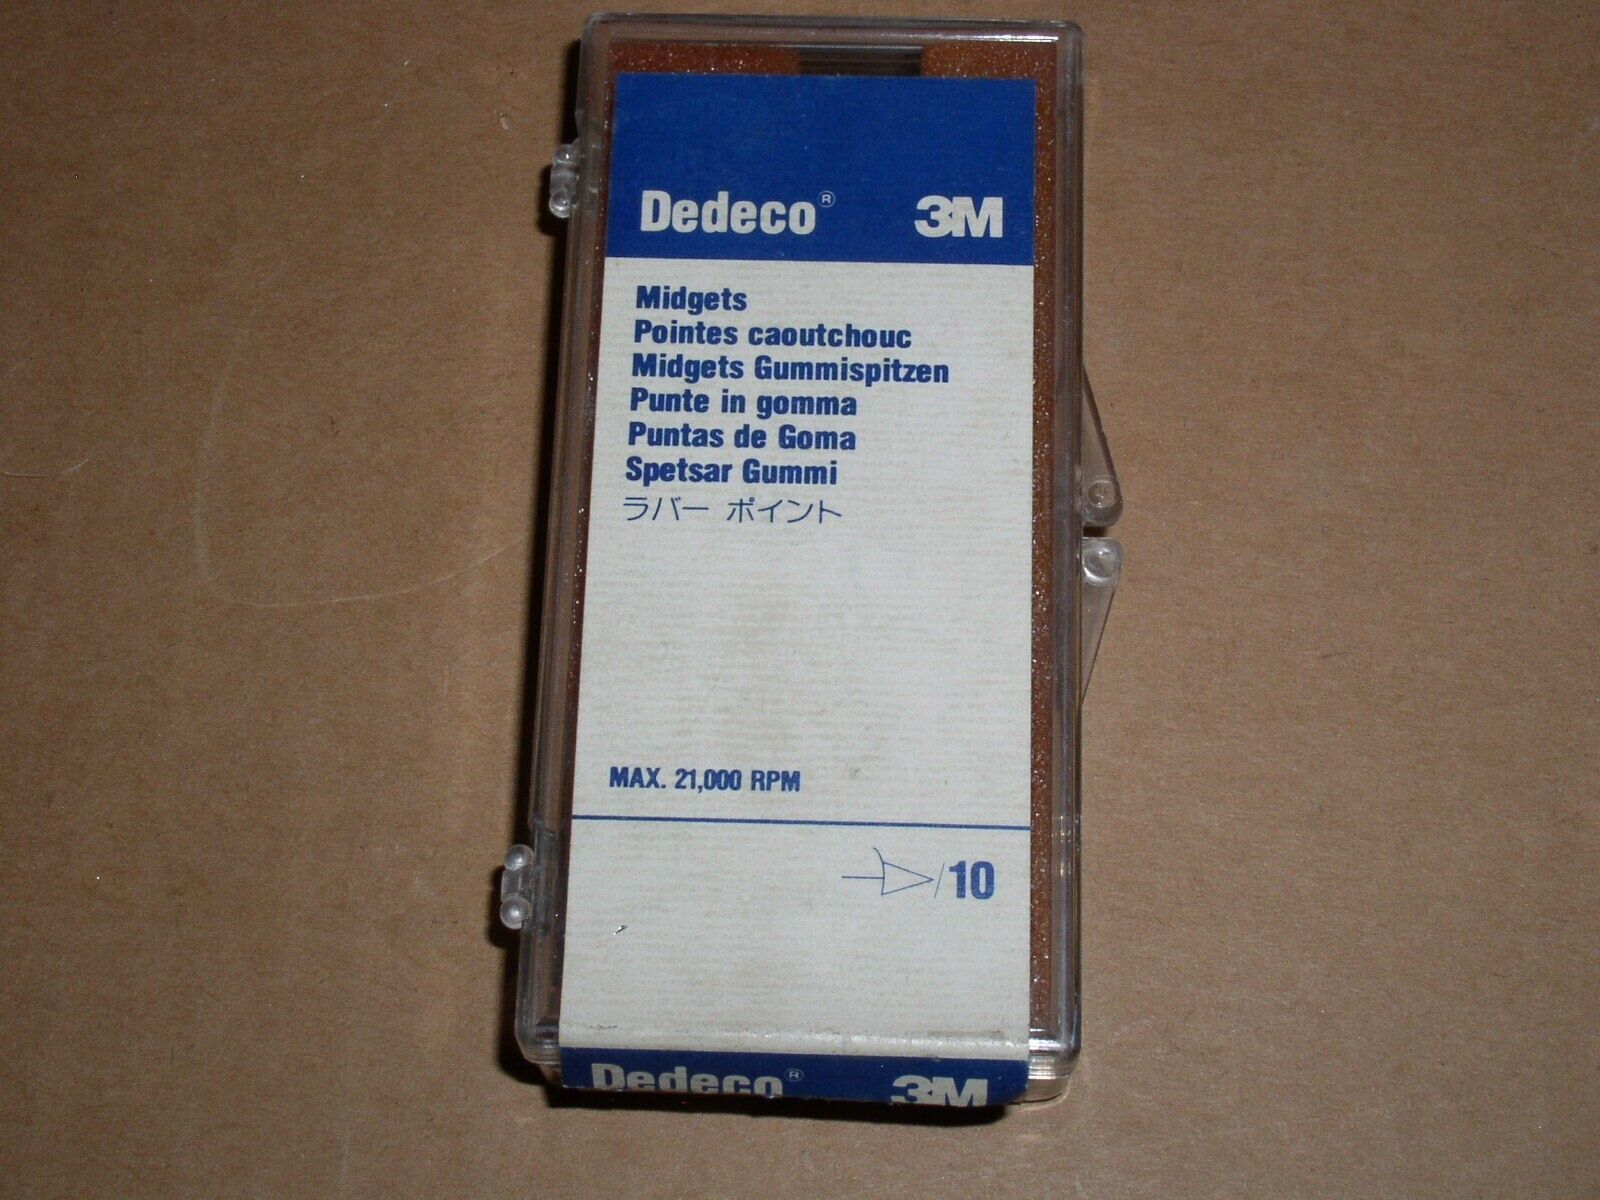 Dedeco® 3M
Midgets
Pointes caoutchouc
Midgets Gummispitzen
Punte in gomma
Puntas de Goma
Spetsar Gummi
ラバー ポイント
MAX. 21,000 RPM
/10
Dedeco® 3M